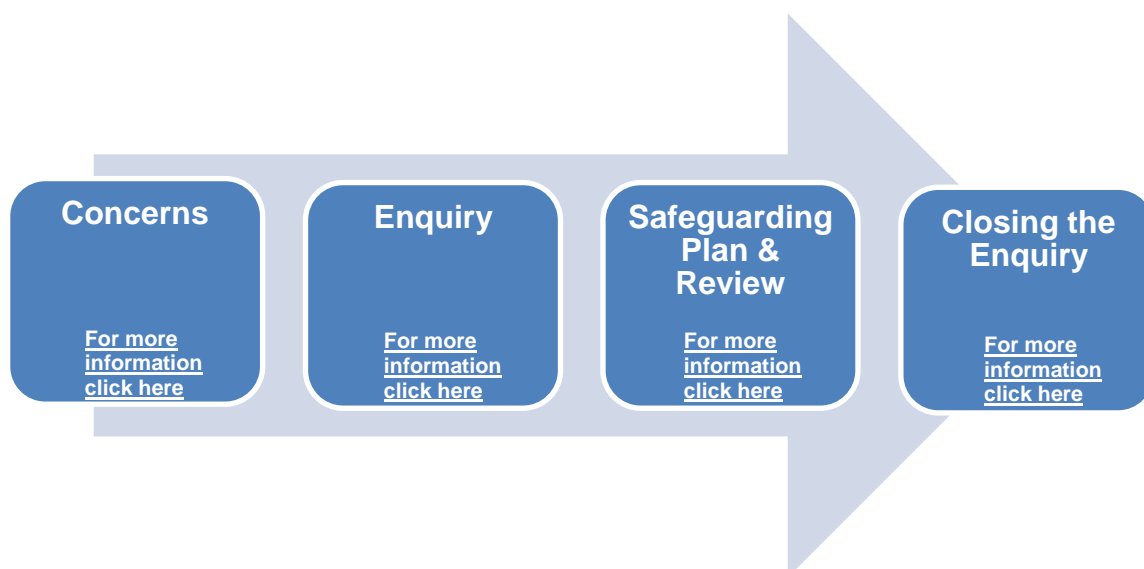 Concerns
For more
information
click here
Enquiry
For more
information
click here
Safeguarding
Plan &
Review
For more
information
click here
Closing the
Enquiry
For more
information
click here